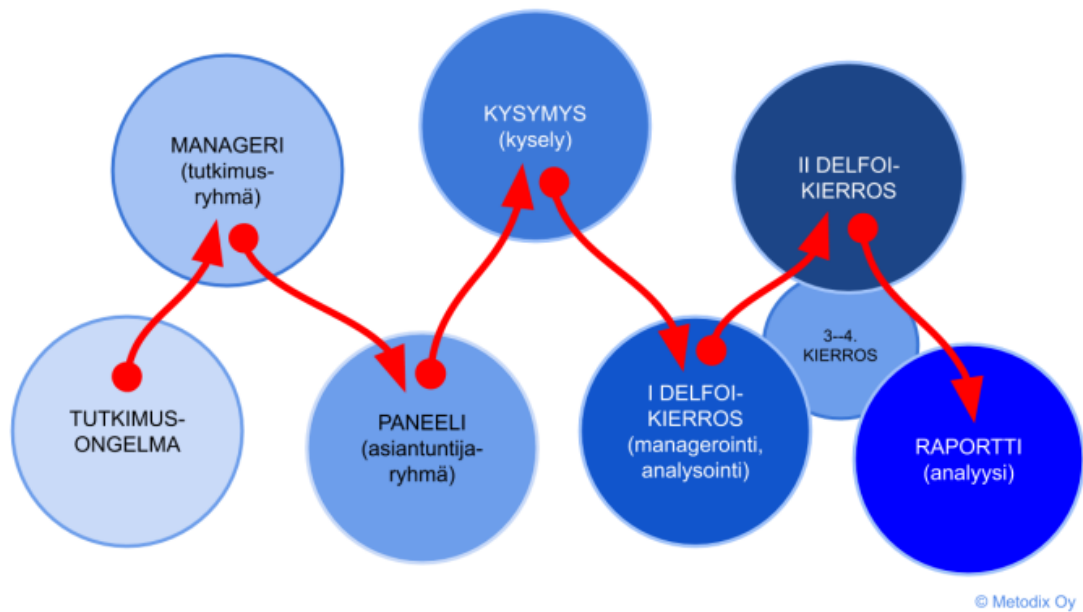 MANAGERI
(tutkimus-
ryhmä)
KYSYMYS
(kysely)
II DELFOI-
KIERROS
TUTKIMUS-
ONGELMA
PANEELI
(asiantuntija-
ryhmä)
I DELFOI-
KIERROS
(managerointi,
analysointi)
3--4.
KIERROS
RAPORTTI
(analyysi)
© Metodix Oy